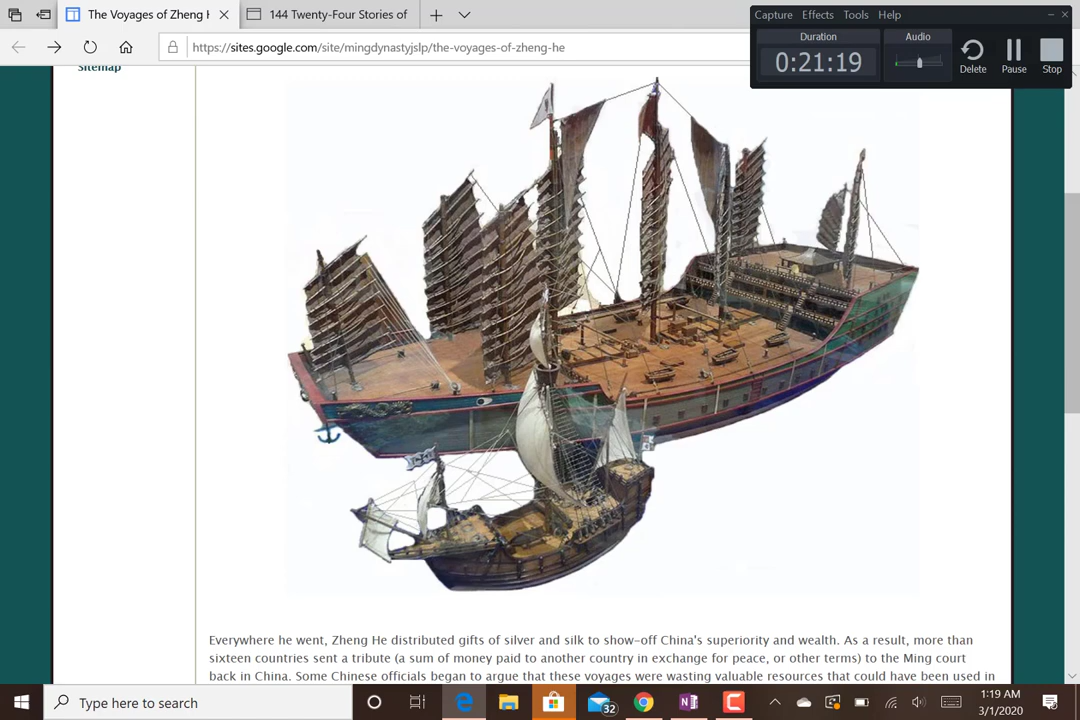 The Voyages of Zheng H
144 Twenty-Four Stories of
Capture Effects Tools Help
Duration
Audio
0:21:19
Delete
Pause
Stop
https://sites.google.com/site/mingdynastyjslp/the-voyages-of-zheng-he
Sitemap
Everywhere he went, Zheng He distributed gifts of silver and silk to show-off China's superiority and wealth. As a result, more than
sixteen countries sent a tribute (a sum of money paid to another country in exchange for peace, or other terms) to the Ming court
back in China. Some Chinese officials began to argue that these voyages were wasting valuable resources that could have been used in
Type here to search
32
1:19 AM
3/1/2020